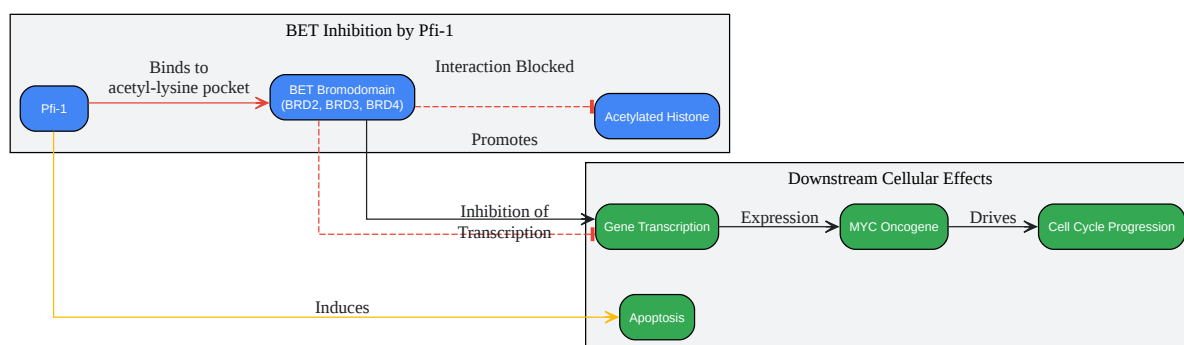 BET Inhibition by Pfi-1
Binds to
acetyl-lysine pocket
Interaction Blocked
Pfi-1
BET Bromodomain
(BRD2, BRD3, BRD4)
Acetylated Histone
Promotes
Downstream Cellular Effects
Inhibition of
Transcription
Gene Transcription
Expression
MYC Oncogene
Drives
Cell Cycle Progression
Induces
Apoptosis